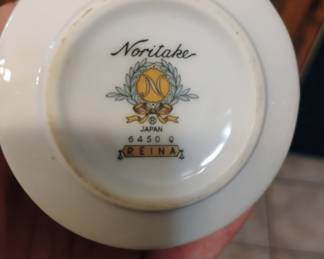 Noritake
N
®
JAPAN
6450 Q
REINA